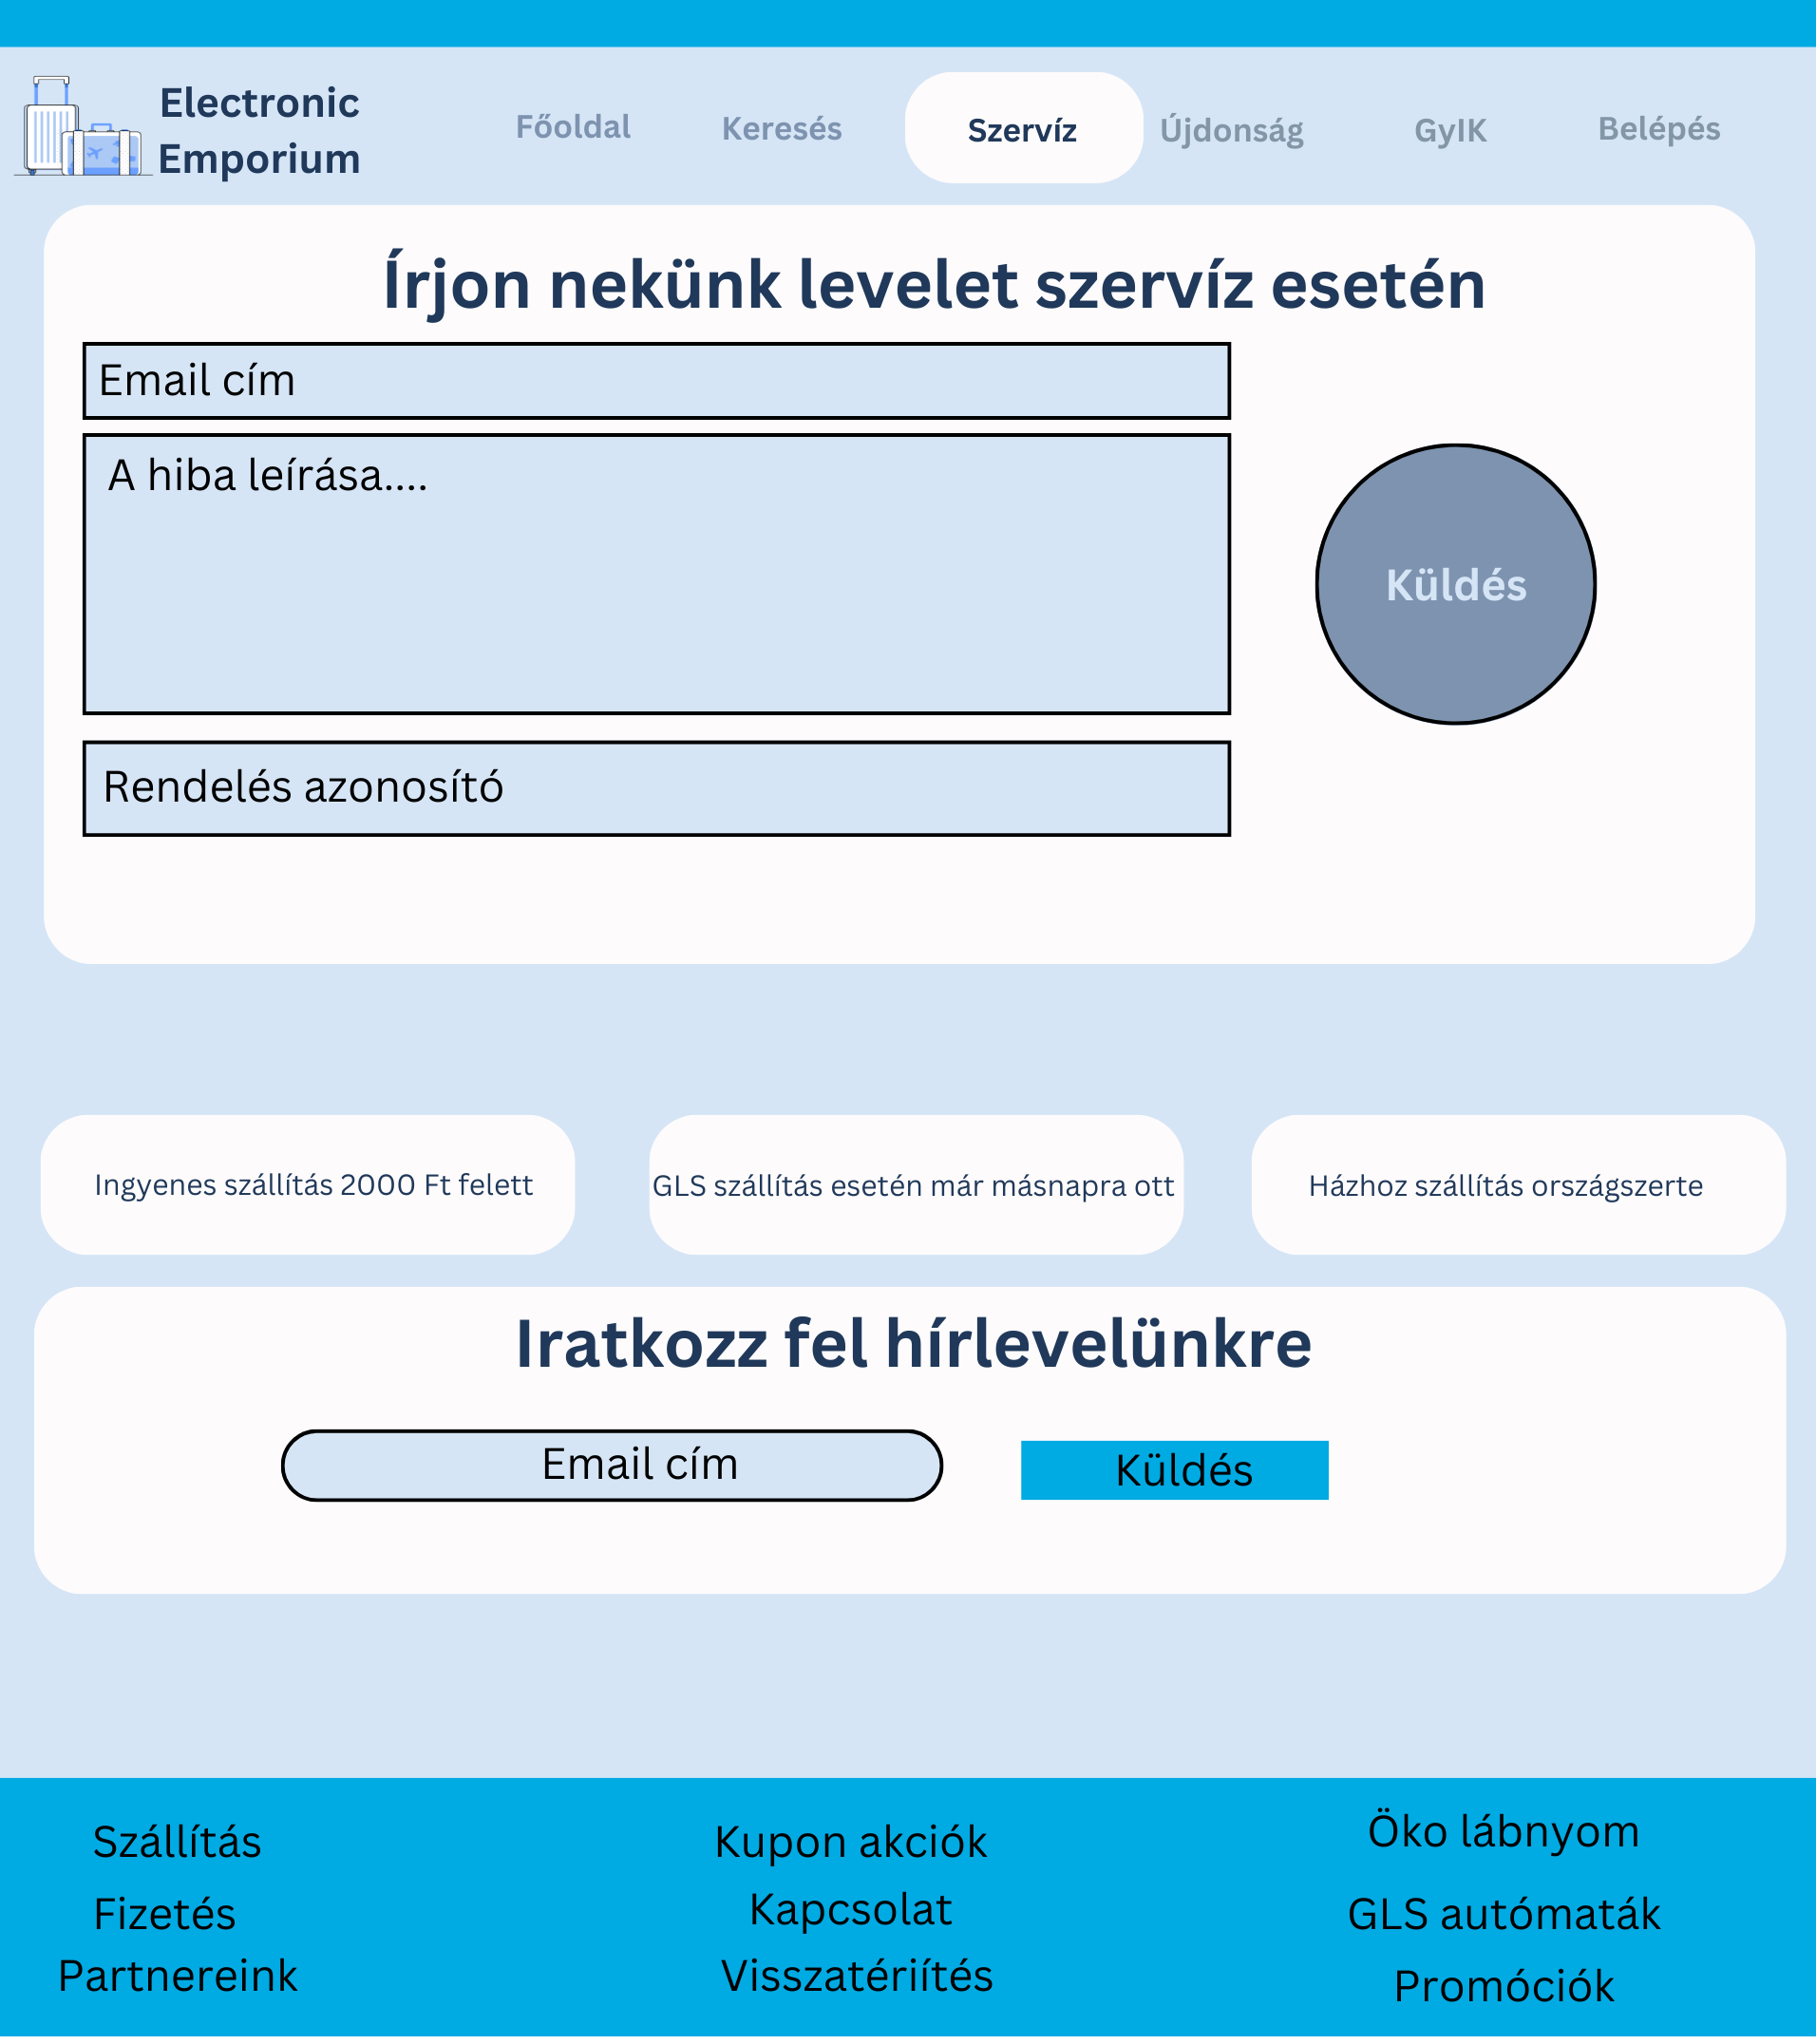 Electronic
Emporium
Főoldal
Keresés
Szervíz
Újdonság
GyIK
Belépés
Írjon nekünk levelet szervíz esetén
Email cím
A hiba leírása....
Küldés
Rendelés azonosító
Ingyenes szállítás 2000 Ft felett
GLS szállítás esetén már másnapra ott
Házhoz szállítás országszerte
Iratkozz fel hírlevelünkre
Email cím
Küldés
Szállítás
Fizetés
Partnereink
Kupon akciók
Kapcsolat
Visszatériítés
Öko lábnyom
GLS autómaták
Promóciók